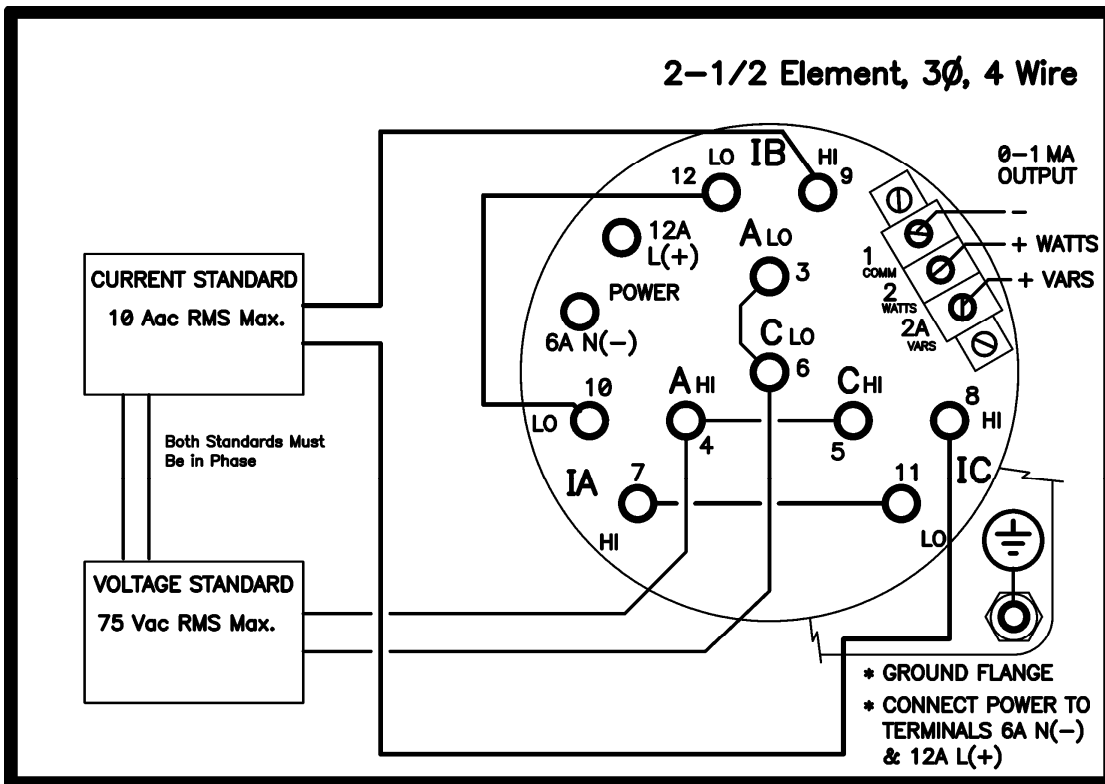 2-1/2 Element, 3Ø, 4 Wire
0-1 MA
OUTPUT
-
+ WATTS
+ VARS
LO
IB
HI
12
9
12A
L(+)
POWER
6A N(-)
A LO
3
C LO
6
1
COMM
2
WATTS
2A
VARS
CURRENT STANDARD
10 Aac RMS Max.
Both Standards Must
Be in Phase
VOLTAGE STANDARD
75 Vac RMS Max.
10
LO
A HI
4
C HI
5
8
HI
IA
7
HI
11
LO
IC
* GROUND FLANGE
* CONNECT POWER TO
TERMINALS 6A N(-)
& 12A L(+)